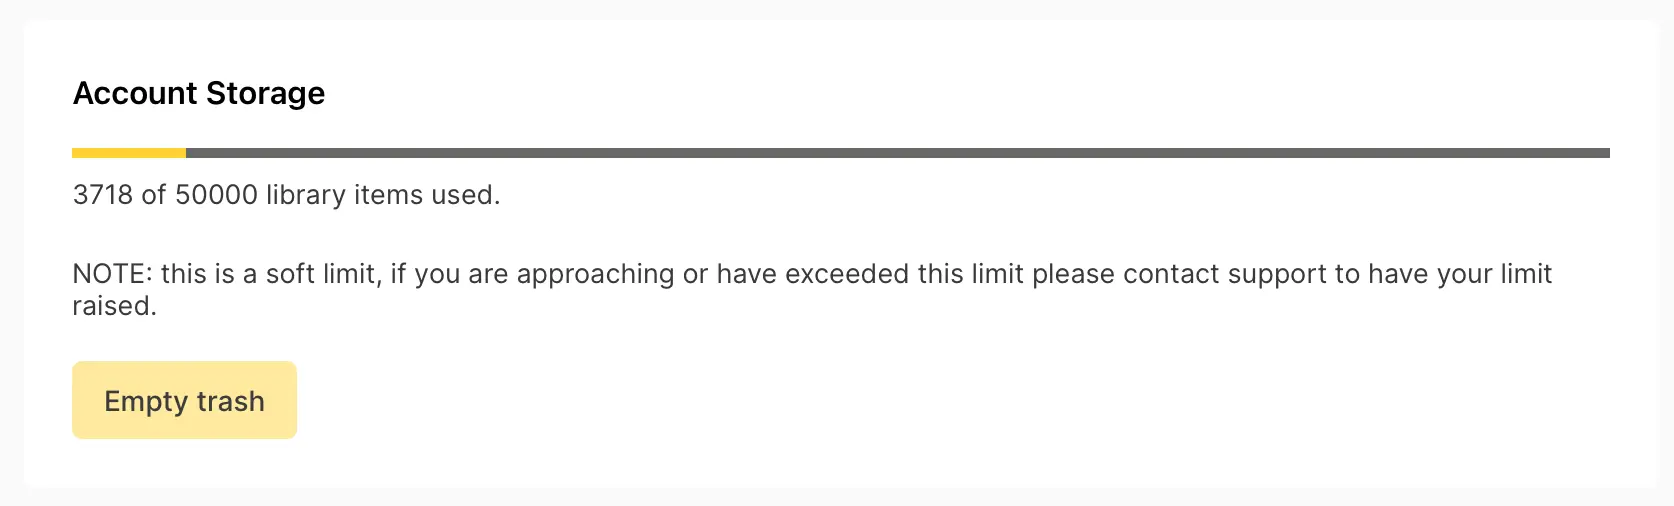 Account Storage
3718 of 50000 library items used.
NOTE: this is a soft limit, if you are approaching or have exceeded this limit please contact support to have your limit
raised.
Empty trash